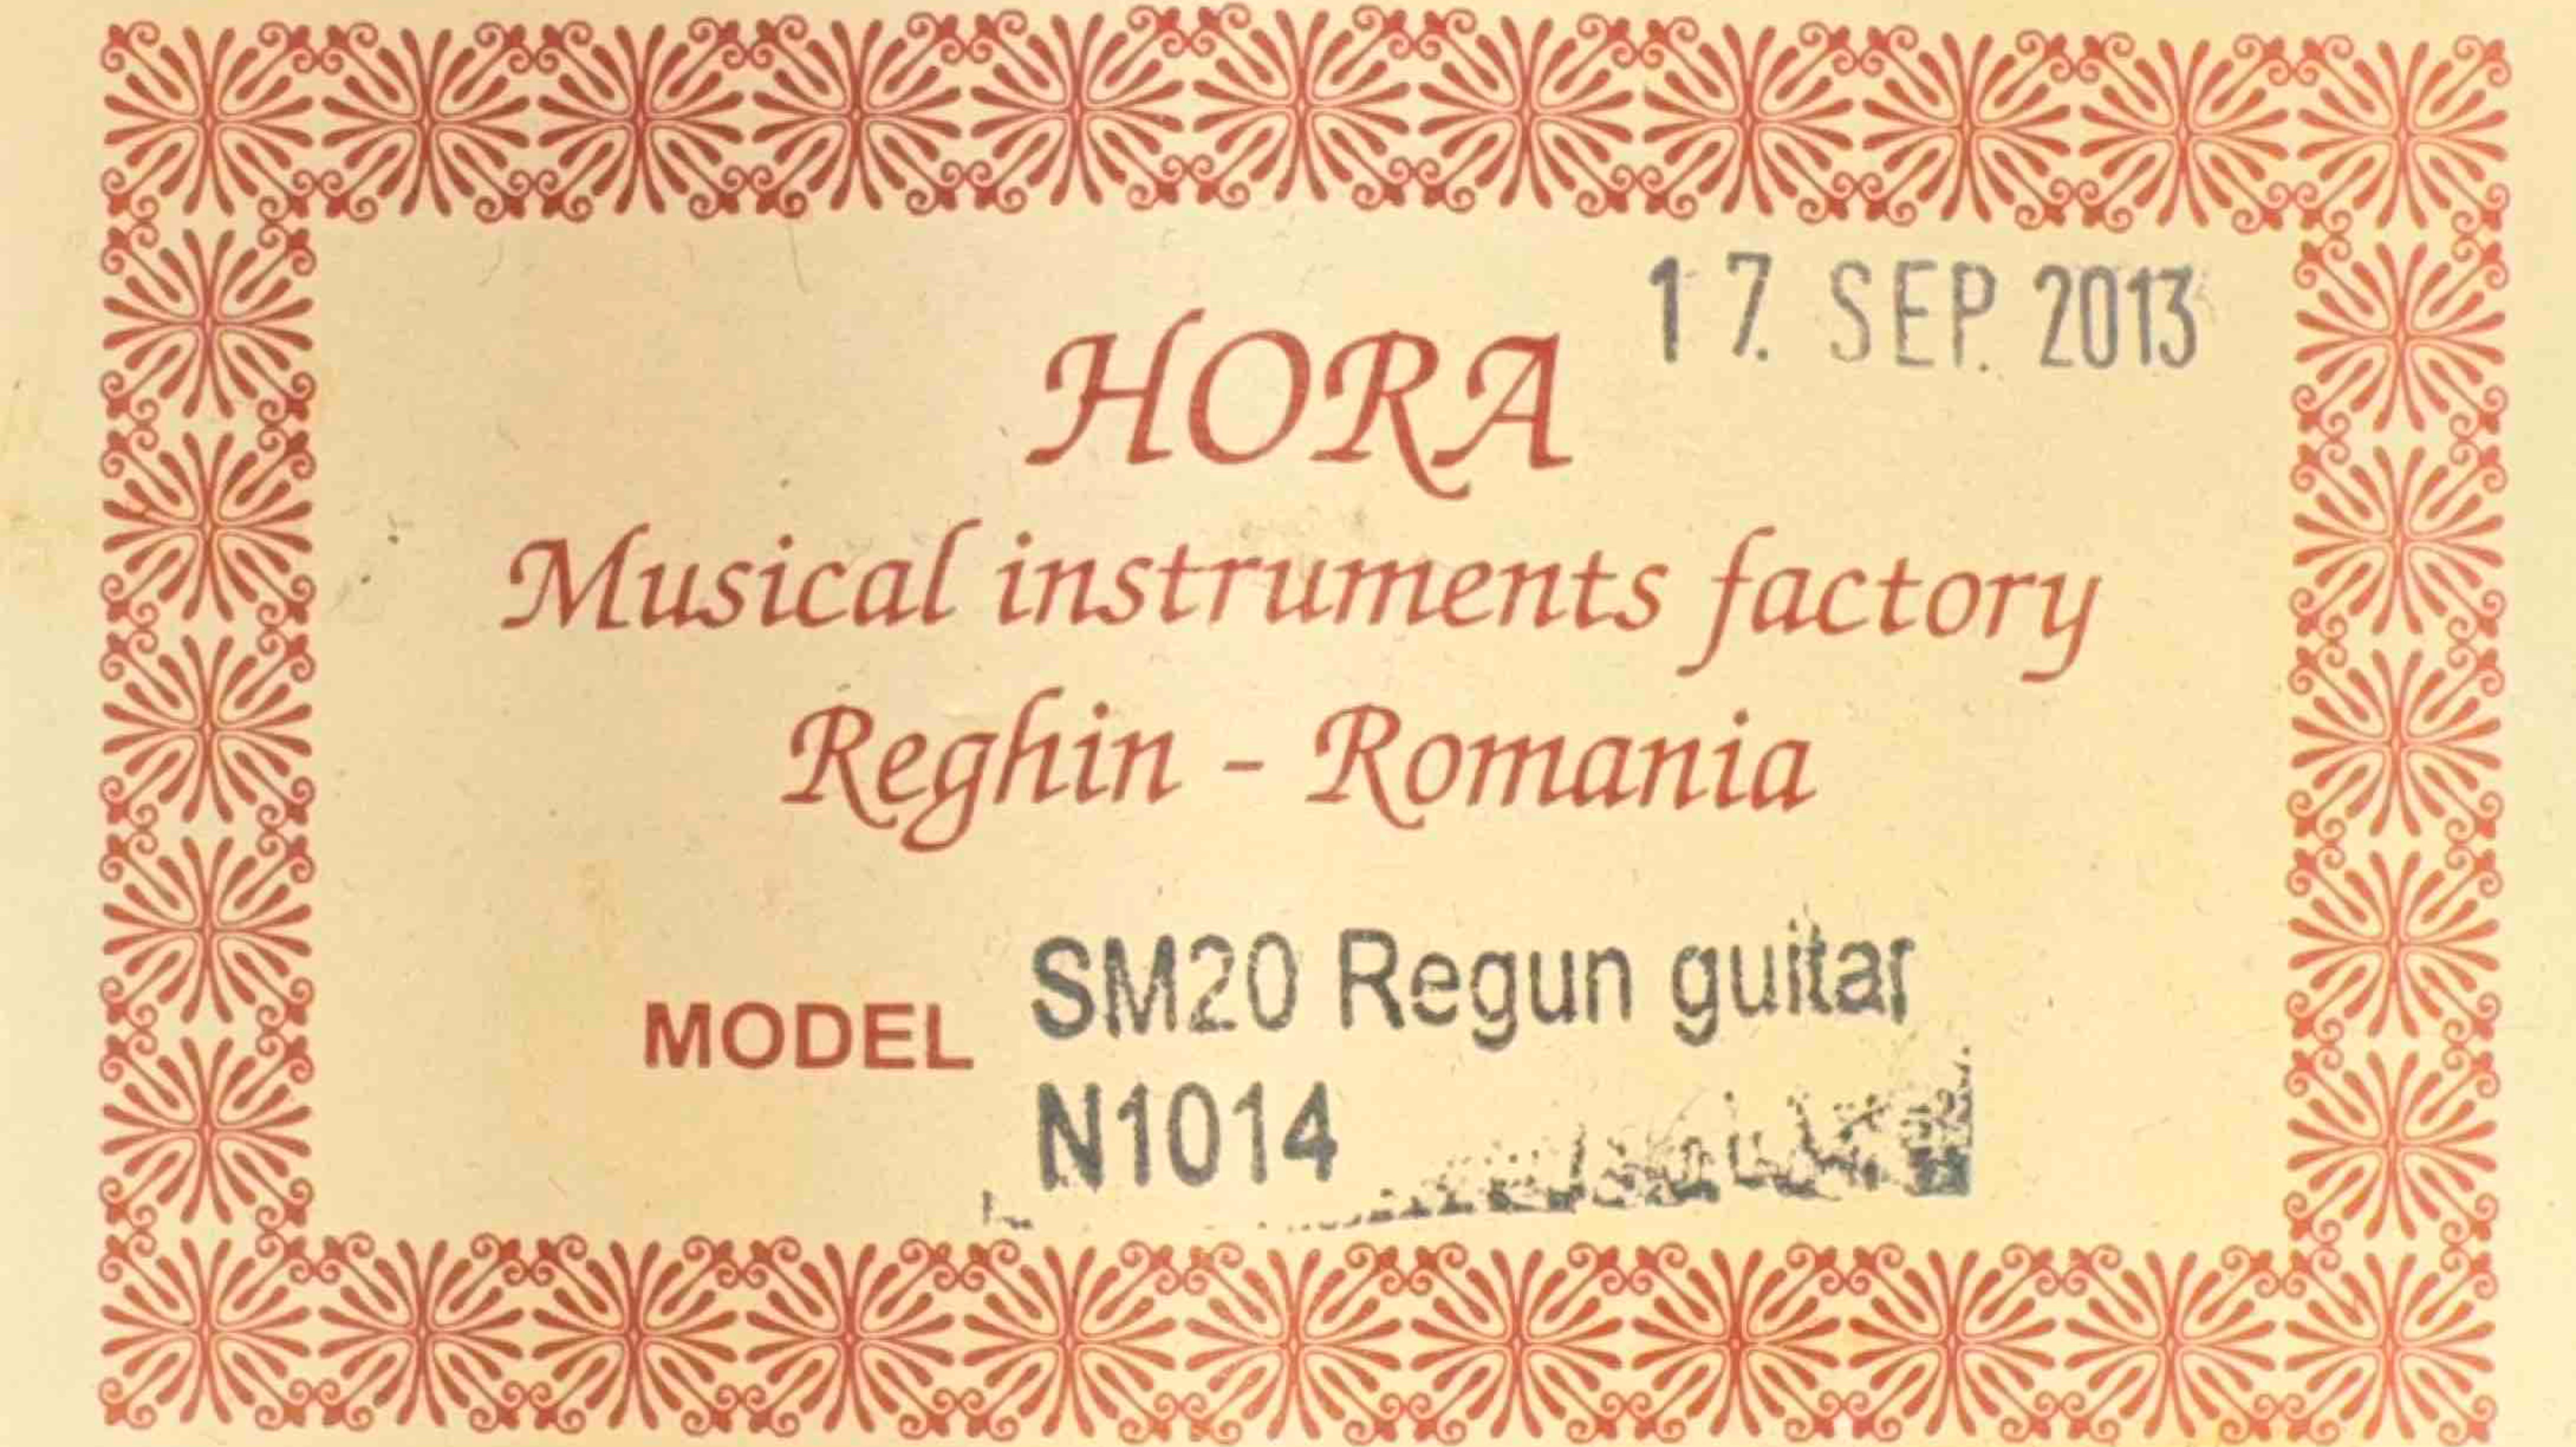 17. SEP. 2013
HORA
Musical instruments factory
Reghin - Romania
MODEL SM20 Regun guitar
N1014